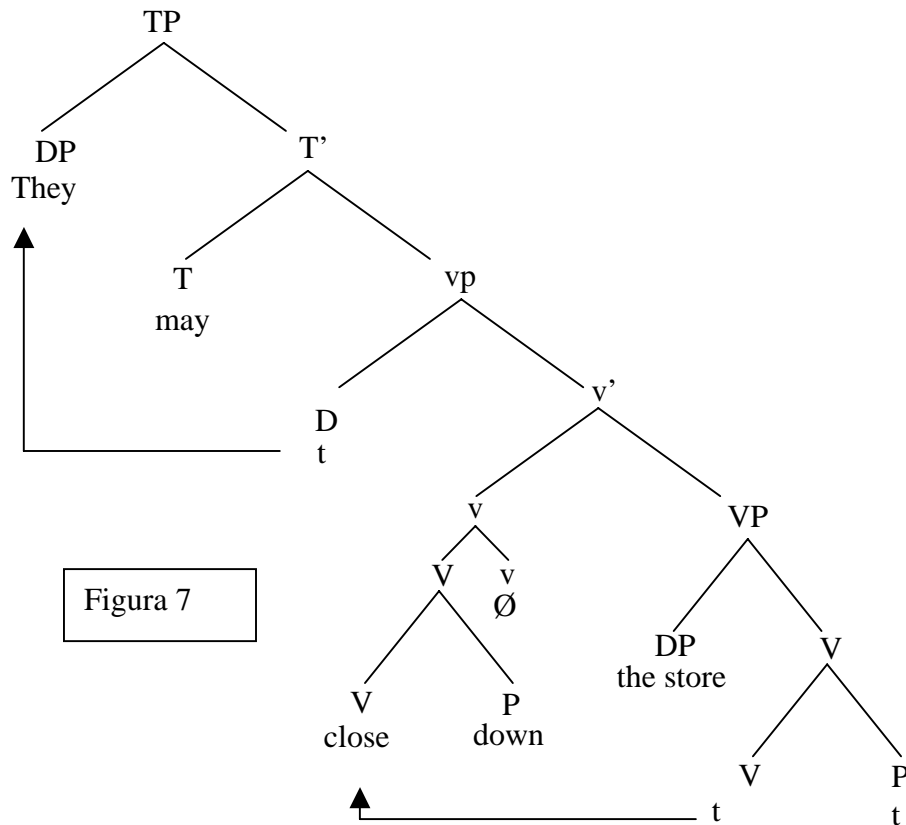 TP
DP T’
They
T vp
may
D v’
t
v VP
V v
Ø
Figura 7
DP V
the store
V P
close down
V P
t t